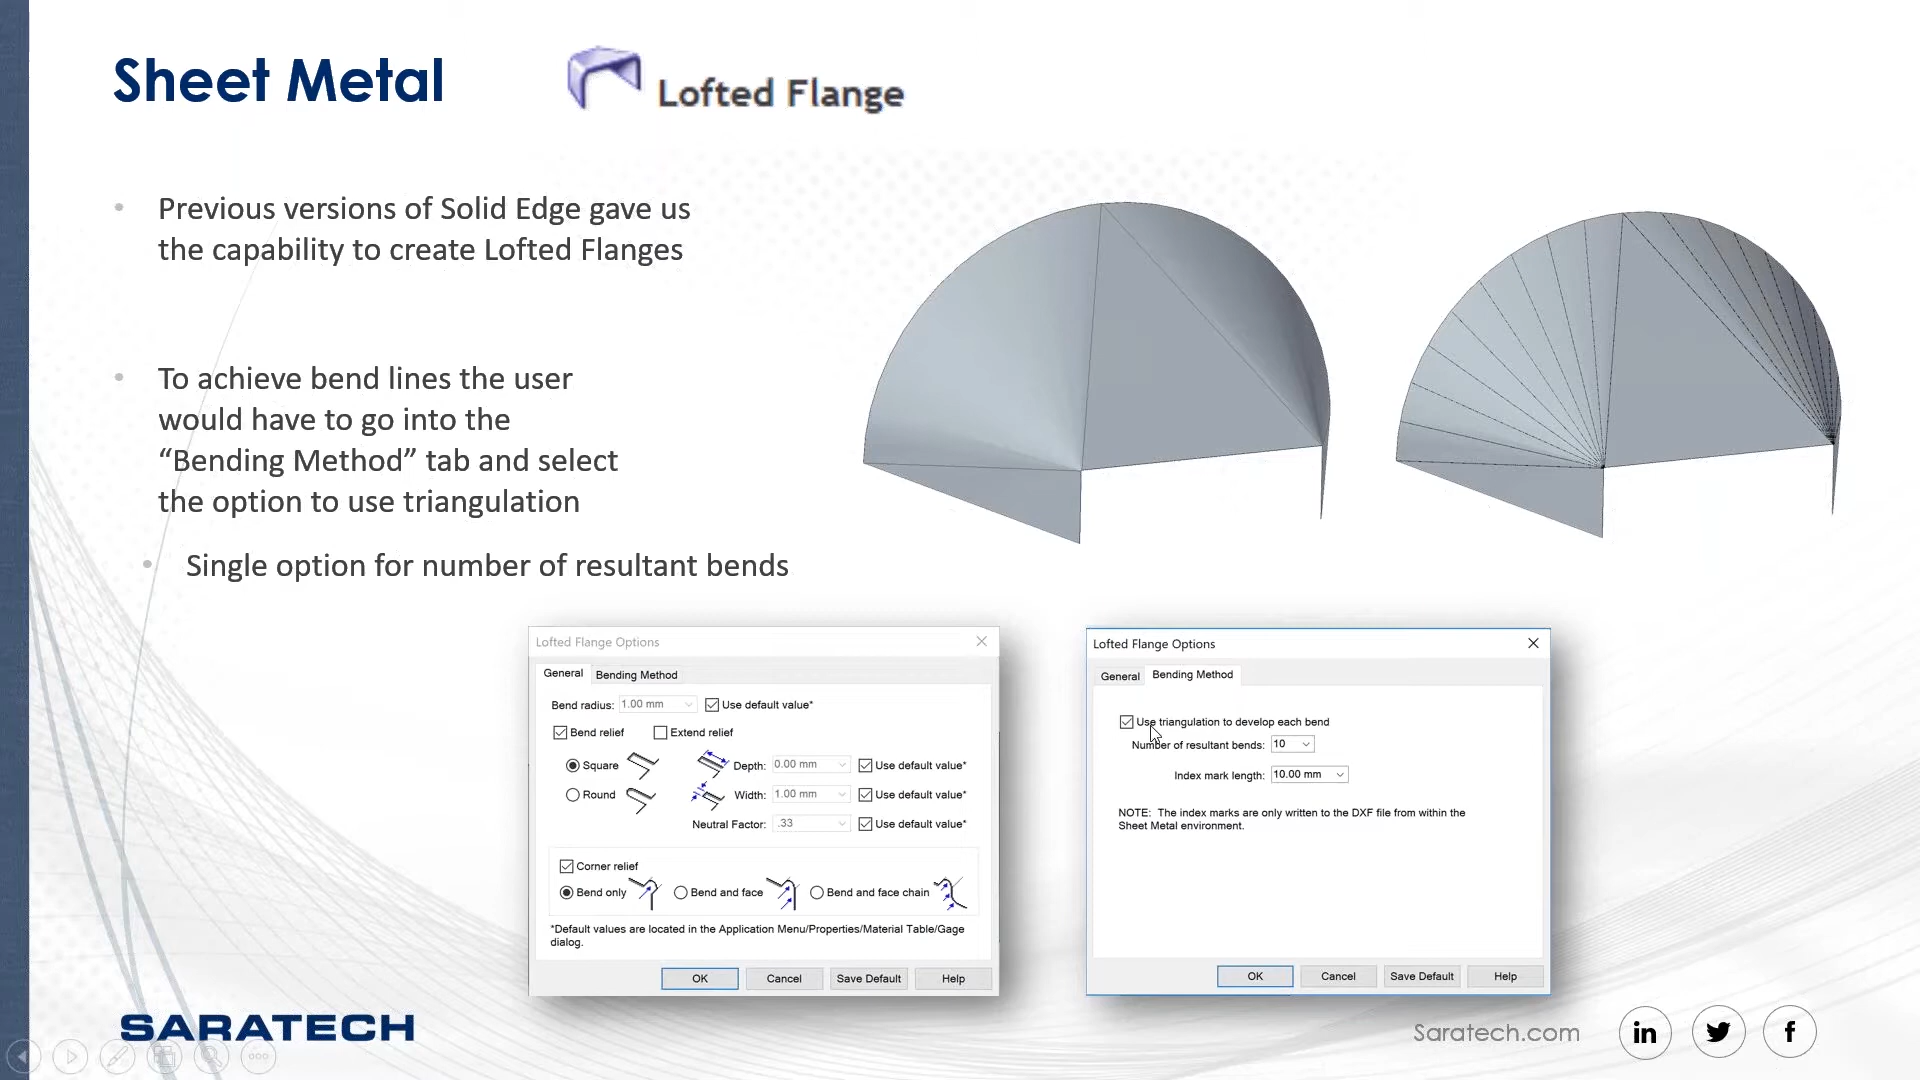 Sheet Metal
Lofted Flange
• Previous versions of Solid Edge gave us
the capability to create Lofted Flanges
• To achieve bend lines the user
would have to go into the
“Bending Method” tab and select
the option to use triangulation
• Single option for number of resultant bends
Lofted Flange Options
General Bending Method
Bend radius: 1.00 mm Use default value*
Bend relief Extend relief
Square Depth: 0.00 mm Use default value*
Round Width: 1.00 mm Use default value*
Neutral Factor: .33 Use default value*
Corner relief
Bend only Bend and face Bend and face chain
*Default values are located in the Application Menu/Properties/Material Table/Gage
dialog.
OK Cancel Save Default Help
Lofted Flange Options
General Bending Method
Use triangulation to develop each bend
Number of resultant bends: 10
Index mark length: 10.00 mm
NOTE: The index marks are only written to the DXF file from within the
Sheet Metal environment.
OK Cancel Save Default Help
SARATECH
Saratech.com in f